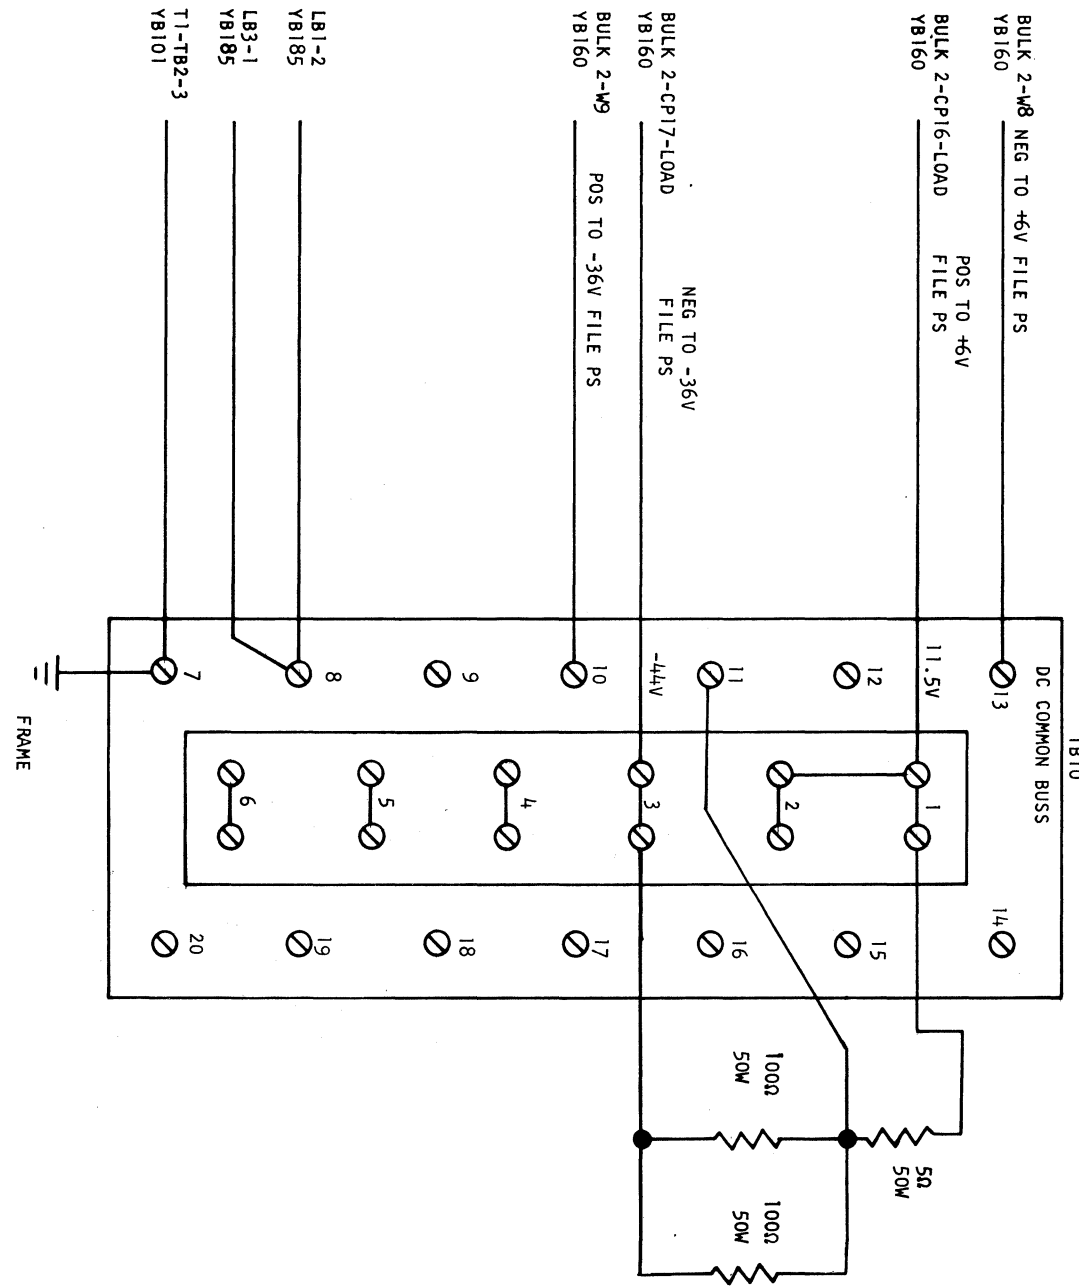 TB10
DC COMMON BUSS
BULK 2-W8 NEG TO +6V FILE PS
YB160
13
14
POS TO +6V
FILE PS
BULK 2-CP16-LOAD
YB160
11.5V
1
5Ω
50W
12
2
15
NEG TO -36V
FILE PS
BULK 2-CP17-LOAD
YB160
11
16
100Ω
50W
100Ω
50W
-44V
3
BULK 2-W9
YB160
POS TO -36V FILE PS
10
17
4
9
18
5
LB1-2
YB185
8
19
LB3-1
YB185
6
T1-TB2-3
YB101
7
20
FRAME